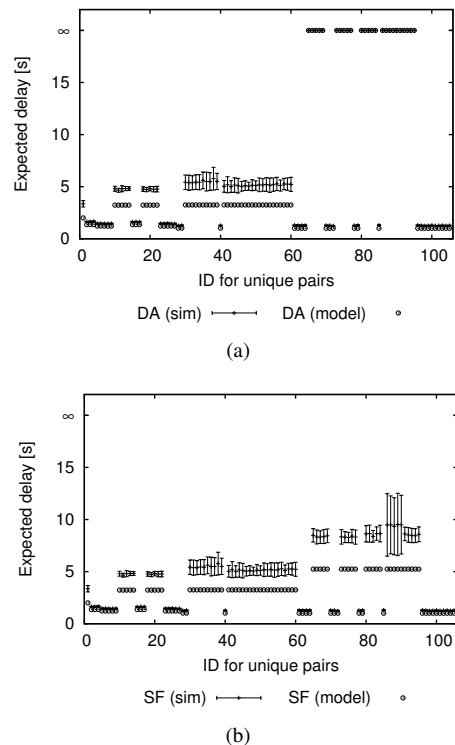 Expected delay [s]
∞
15
10
5
0
0 20 40 60 80 100
ID for unique pairs
DA (sim) DA (model)
(a)
Expected delay [s]
∞
15
10
5
0
0 20 40 60 80 100
ID for unique pairs
SF (sim) SF (model)
(b)